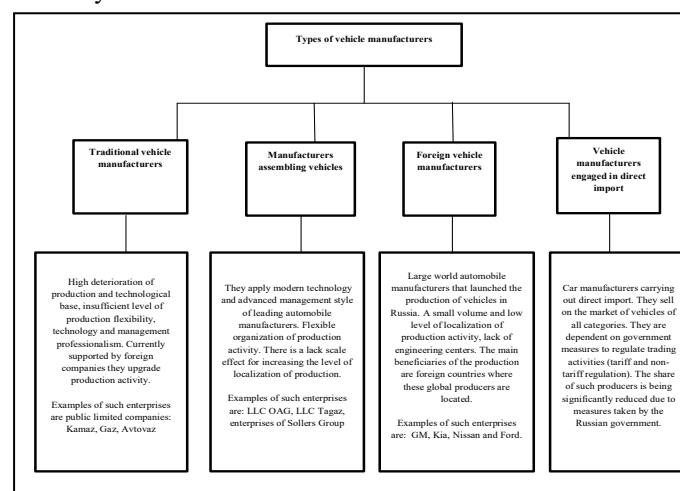 Types of vehicle manufacturers
Traditional vehicle
manufacturers
Manufacturers
assembling vehicles
Foreign vehicle
manufacturers
Vehicle
manufacturers
engaged in direct
import
High deterioration of
production and technological
base, insufficient level of
production flexibility,
technology and management
professionalism. Currently
supported by foreign
companies they upgrade
production activity.
Examples of such enterprises
are public limited companies:
Kamaz, Gaz, Avtovaz
They apply modern technology
and advanced management style
of leading automobile
manufacturers. Flexible
organization of production
activity. There is a lack scale
effect for increasing the level of
localization of production.
Examples of such enterprises
are: LLC OAG, LLC Tagaz,
enterprises of Sollers Group
Large world automobile
manufacturers that launched the
production of vehicles in
Russia. A small volume and low
level of localization of
production activity, lack of
engineering centers. The main
beneficiaries of the production
are foreign countries where
these global producers are
located.
Examples of such enterprises
are: GM, Kia, Nissan and Ford.
Car manufacturers carrying
out direct import. They sell
on the market of vehicles of
all categories. They are
dependent on government
measures to regulate trading
activities (tariff and non-
tariff regulation). The share
of such producers is being
significantly reduced due to
measures taken by the
Russian government.